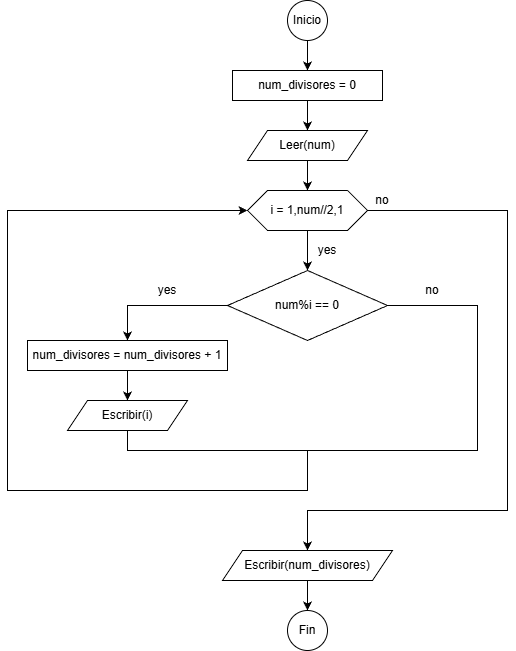 Inicio
num_divisores = 0
Leer(num)
i = 1,num//2,1
no
yes
num%i == 0
yes
no
num_divisores = num_divisores + 1
Escribir(i)
Escribir(num_divisores)
Fin